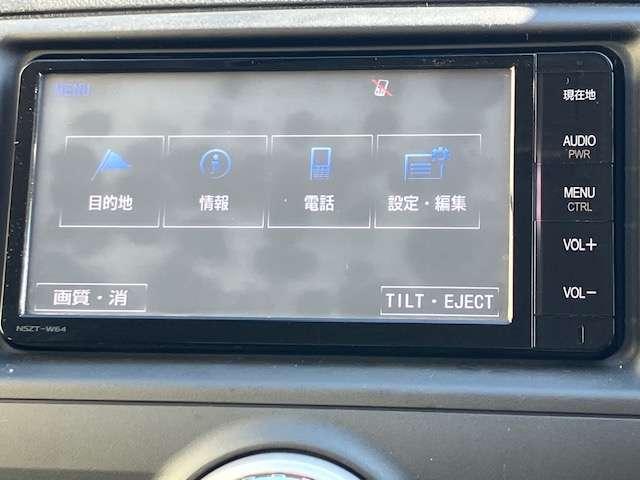 MENU
目的地
情報
電話
設定・編集
画質・消
TILT・EJECT
NSZT-W64
現在地
AUDIO
PWR
MENU
CTRL
VOL+
VOL−